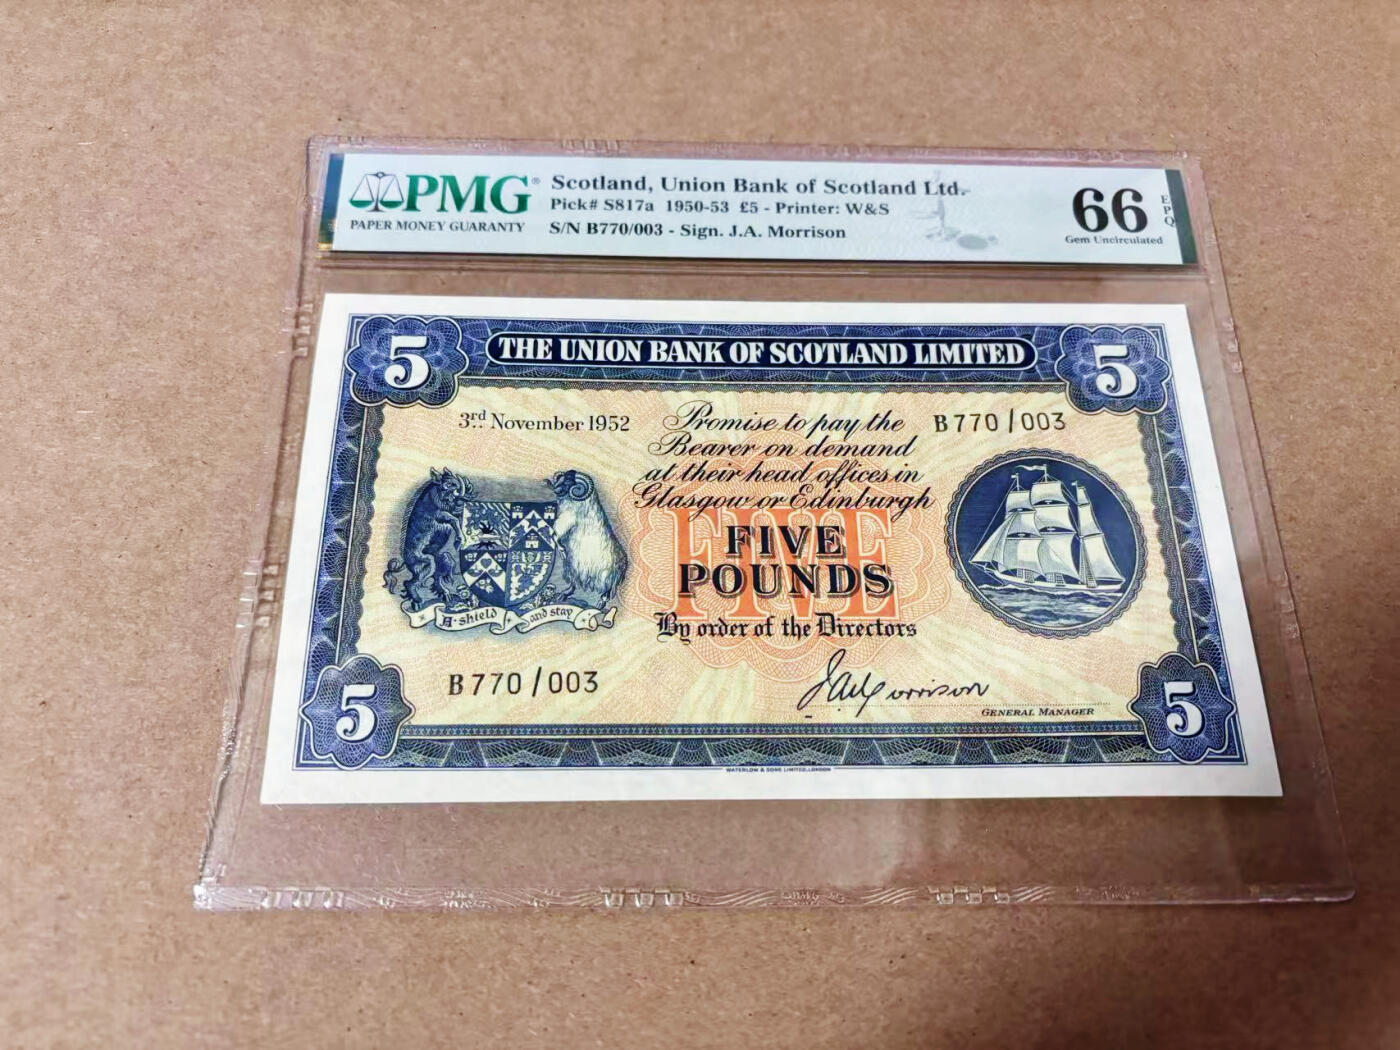 PMG®
PAPER MONEY GUARANTY
Scotland, Union Bank of Scotland Ltd.
Pick# S817a 1950-53 £5 - Printer: W&S
S/N B770/003 - Sign. J.A. Morrison
66 EPQ
Gem Uncirculated
5
THE UNION BANK OF SCOTLAND LIMITED
5
3rd November 1952
Promise to pay the
B770/003
Bearer on demand
at their head offices in
Glasgow or Edinburgh
FIVE
FIVE
POUNDS
By order of the Directors
A shield and stay
B770/003
J.A. Morrison
GENERAL MANAGER
5
5
WATERLOW & SONS LIMITED, LONDON